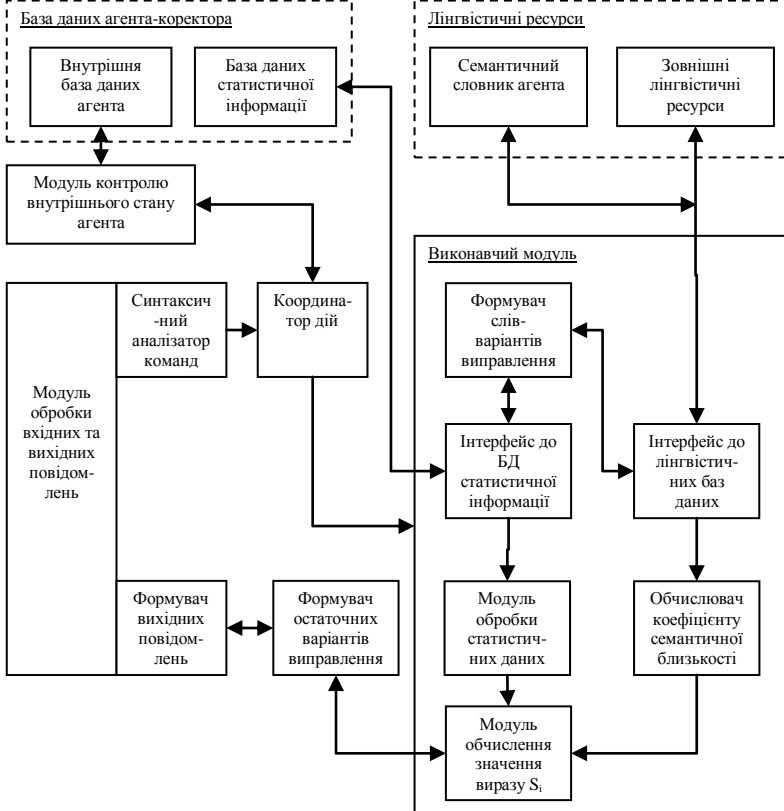 База даних агента-коректора
Внутрішня
база даних
агента
База даних
статистичної
інформації
Лінгвістичні ресурси
Семантичний
словник агента
Зовнішні
лінгвістичні
ресурси
Модуль контролю
внутрішнього стану
агента
Виконавчий модуль
Модуль
обробки
вхідних та
вихідних
повідом-
лень
Синтаксич
-ний
аналізатор
команд
Координа-
тор дій
Формувач
слів-
варіантів
виправлення
Інтерфейс до
БД
статистичної
інформації
Інтерфейс до
лінгвістич-
них баз
даних
Формувач
вихідних
повідом-
лень
Формувач
остаточних
варіантів
виправлення
Модуль
обробки
статистич-
них даних
Обчислювач
коефіцієнту
семантичної
близькості
Модуль
обчислення
значення
виразу Si